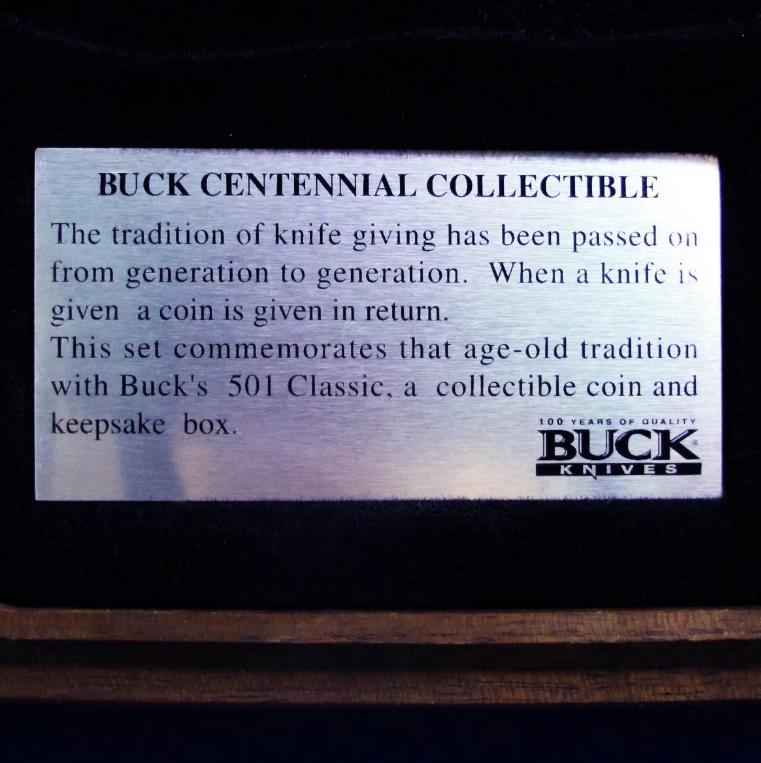 BUCK CENTENNIAL COLLECTIBLE
The tradition of knife giving has been passed on
from generation to generation. When a knife is
given a coin is given in return.
This set commemorates that age-old tradition
with Buck's 501 Classic, a collectible coin and
keepsake box.
100 YEARS OF QUALITY
BUCK®
KNIVES